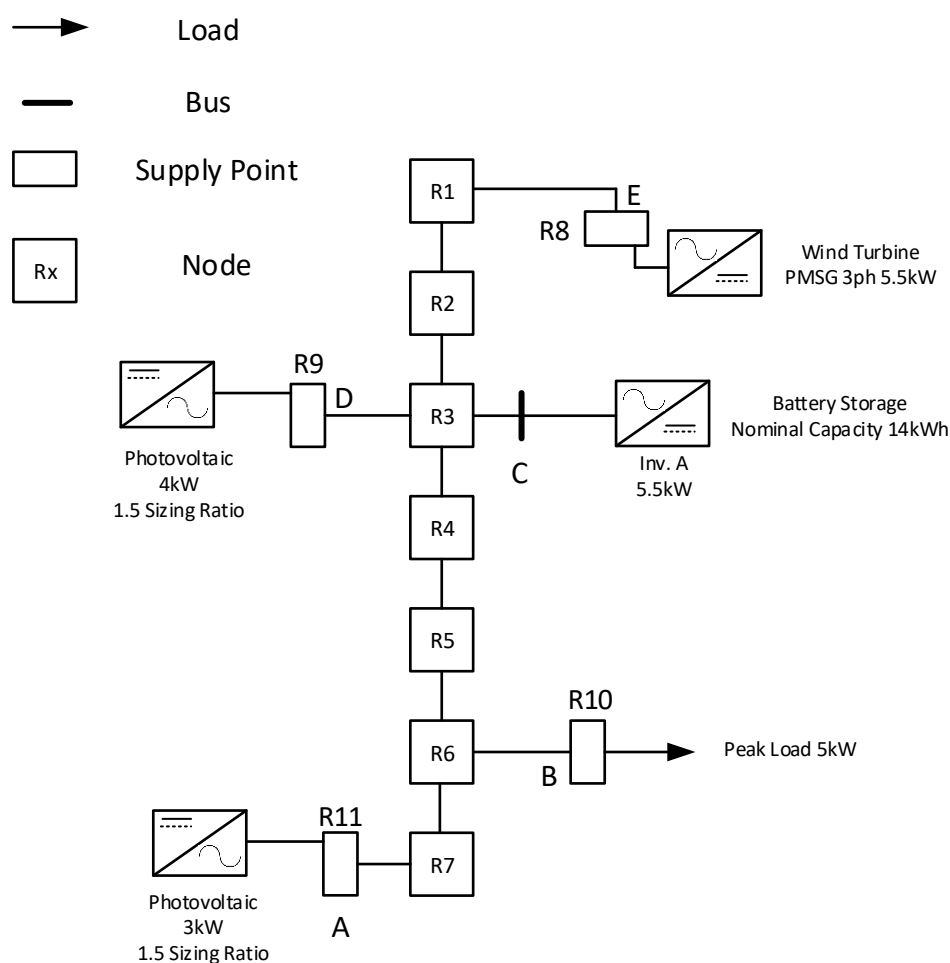 Load
Bus
Supply Point
Rx
Node
R1
E
R8
Wind Turbine
PMSG 3ph 5.5kW
R2
R9
D
R3
C
Battery Storage
Nominal Capacity 14kWh
Inv. A
5.5kW
Photovoltaic
4kW
1.5 Sizing Ratio
R4
R5
R10
R6
B
Peak Load 5kW
R11
R7
A
Photovoltaic
3kW
1.5 Sizing Ratio